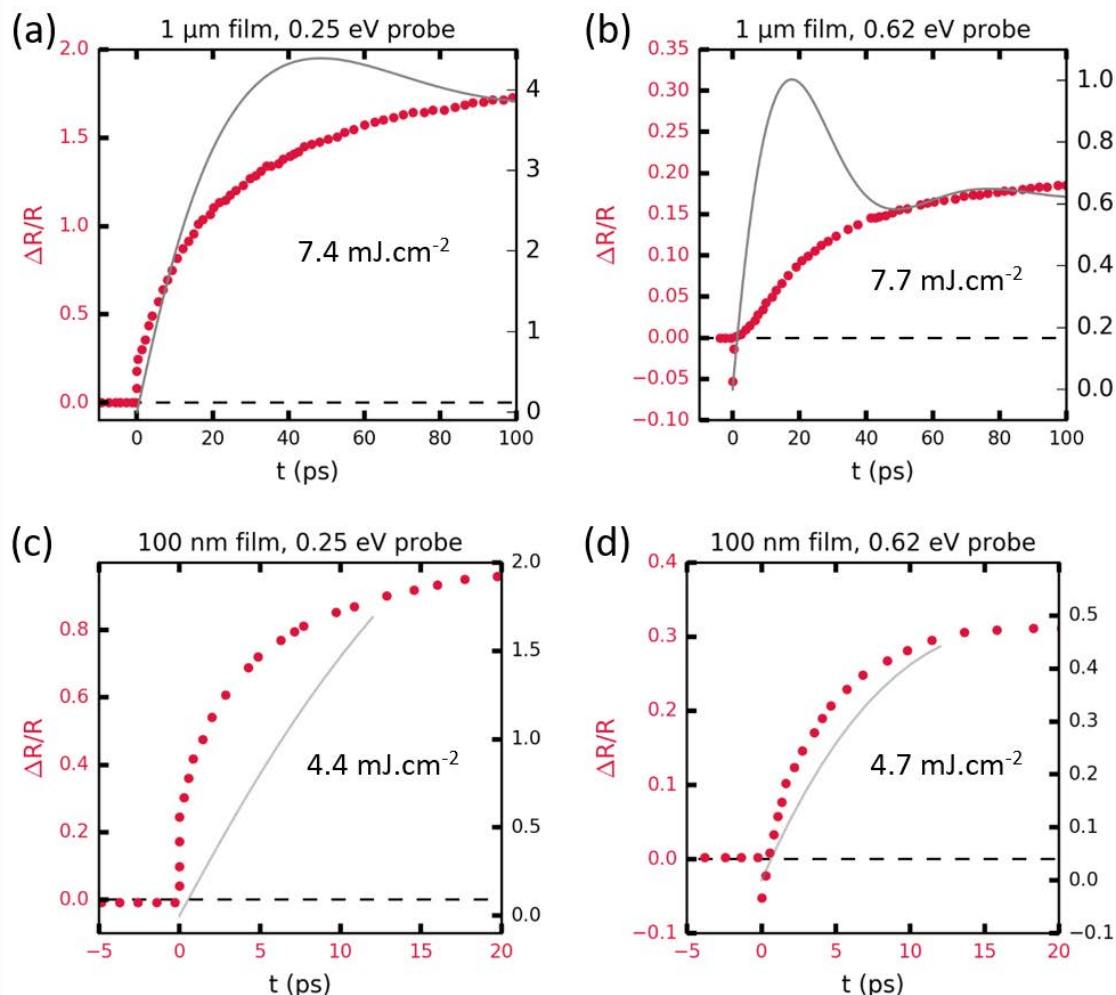 (a) 1 μm film, 0.25 eV probe
2.0
1.5
1.0
0.5
0.0
ΔR/R
4
3
2
1
0
7.4 mJ.cm-2
0 20 40 60 80 100
t (ps)
(b) 1 μm film, 0.62 eV probe
0.35
0.30
0.25
0.20
0.15
0.10
0.05
0.00
−0.05
−0.10
ΔR/R
1.0
0.8
0.6
0.4
0.2
0.0
7.7 mJ.cm-2
0 20 40 60 80 100
t (ps)
(c) 100 nm film, 0.25 eV probe
0.8
0.6
0.4
0.2
0.0
ΔR/R
2.0
1.5
1.0
0.5
0.0
4.4 mJ.cm-2
−5 0 5 10 15 20
t (ps)
(d) 100 nm film, 0.62 eV probe
0.4
0.3
0.2
0.1
0.0
−0.1
ΔR/R
0.5
0.4
0.3
0.2
0.1
0.0
−0.1
4.7 mJ.cm-2
−5 0 5 10 15 20
t (ps)